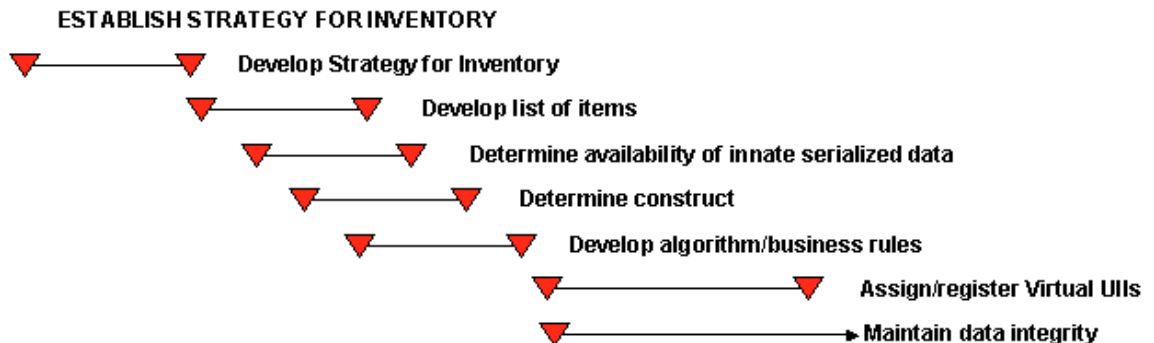 ESTABLISH STRATEGY FOR INVENTORY
Develop Strategy for Inventory
Develop list of items
Determine availability of innate serialized data
Determine construct
Develop algorithm/business rules
Assign/register Virtual UIIs
Maintain data integrity